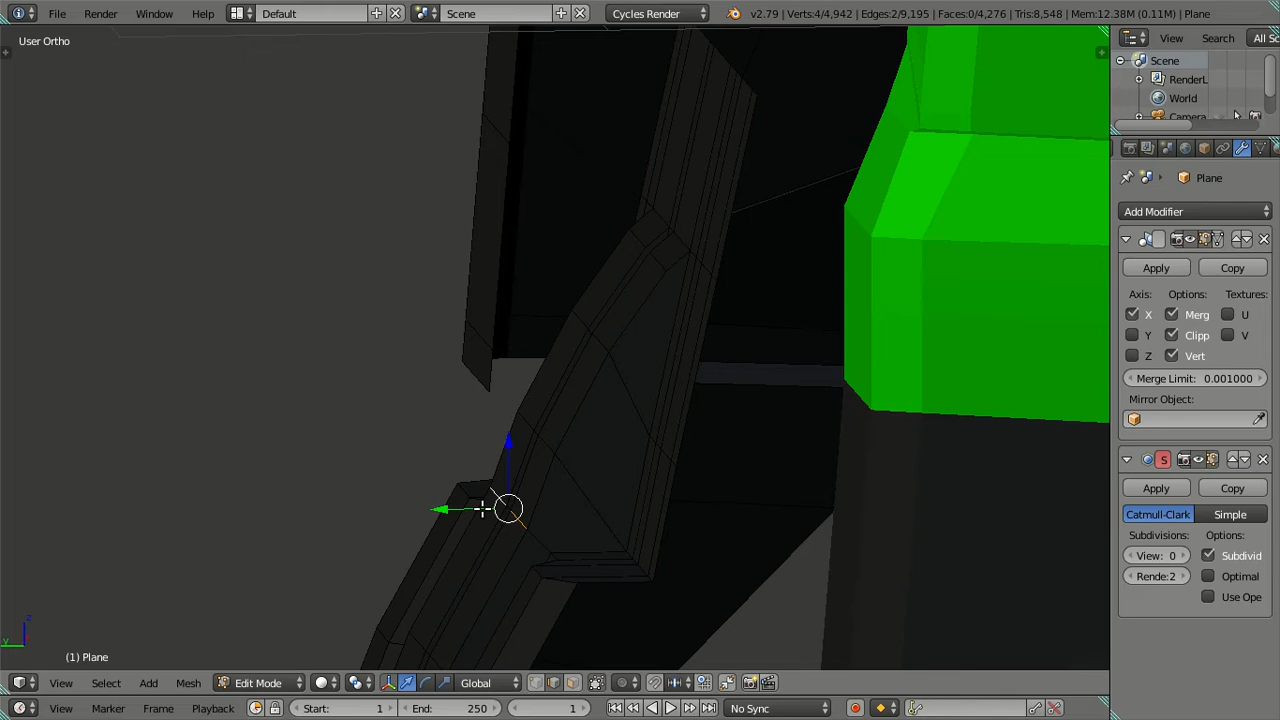 File Render Window Help Default Scene Cycles Render v2.79 | Verts:4/4,942 | Edges:2/9,195 | Faces:0/4,276 | Tris:8,548 | Mem:12.38M (0.11M) | Plane
User Ortho
View Search All Sc
Scene
RenderL
World
Camera
Plane
Add Modifier
Apply Copy
Axis: Options: Textures:
X Merg U
Y Clipp V
Z Vert
Merge Limit: 0.001000
Mirror Object:
S
Apply Copy
Catmull-Clark Simple
Subdivisions: Options:
View: 0 Subdivid
Rende:2 Optimal
Use Ope
z
y
(1) Plane
View Select Add Mesh Edit Mode Global
View Marker Frame Playback Start: 1 End: 250 1 No Sync